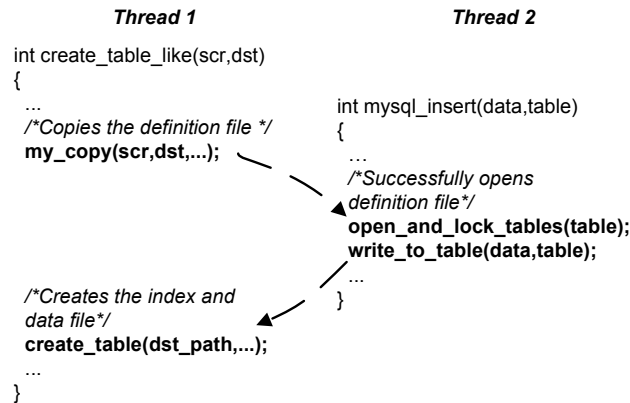 Thread 1
int create_table_like(scr,dst)
{
...
/*Copies the definition file */
my_copy(scr,dst,...);
/*Creates the index and
data file*/
create_table(dst_path,...);
...
}
Thread 2
int mysql_insert(data,table)
{
...
/*Successfully opens
definition file*/
open_and_lock_tables(table);
write_to_table(data,table);
...
}